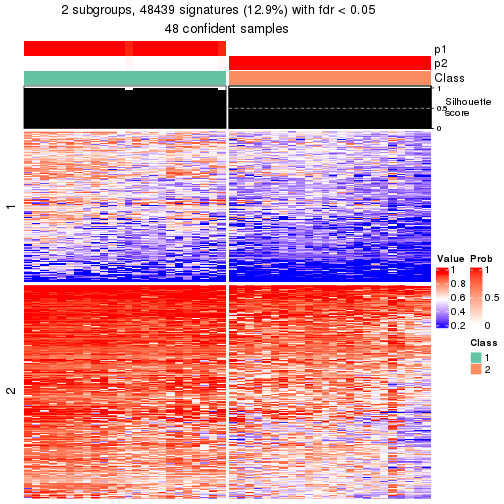 2 subgroups, 48439 signatures (12.9%) with fdr < 0.05
48 confident samples
p1
p2
Class
1
0.5
0
Silhouette
score
1
2
Value
1
0.8
0.6
0.4
0.2
Prob
1
0.5
0
Class
1
2